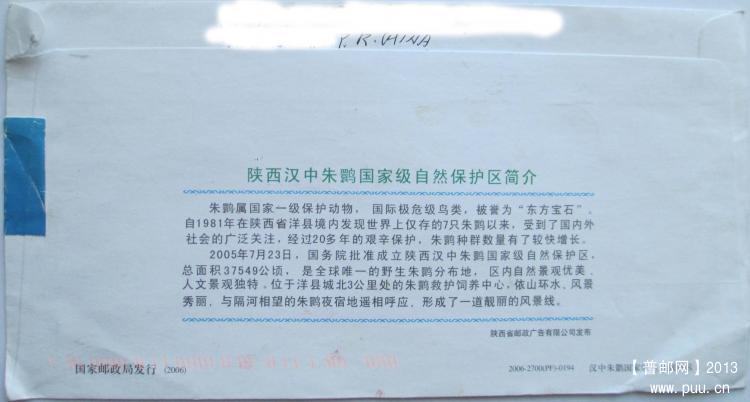 P. R. CHINA
陕西汉中朱鹮国家级自然保护区简介
朱鹮属国家一级保护动物，国际极危级鸟类，被誉为“东方宝石”。
自1981年在陕西省洋县境内发现世界上仅存的7只朱鹮以来，受到了国内外
社会的广泛关注，经过20多年的艰辛保护，朱鹮种群数量有了较快增长。
2005年7月23日，国务院批准成立陕西汉中朱鹮国家级自然保护区，
总面积37549公顷，是全球唯一的野生朱鹮分布地，区内自然景观优美、
人文景观独特。位于洋县城北3公里处的朱鹮救护饲养中心，依山环水、风景
秀丽，与隔河相望的朱鹮夜宿地遥相呼应，形成了一道靓丽的风景线。
陕西省邮政广告有限公司发布
国家邮政局发行 (2006) 2006-2700(PF)-0194 汉中朱鹮国家
【普邮网】2013
www.puu.cn